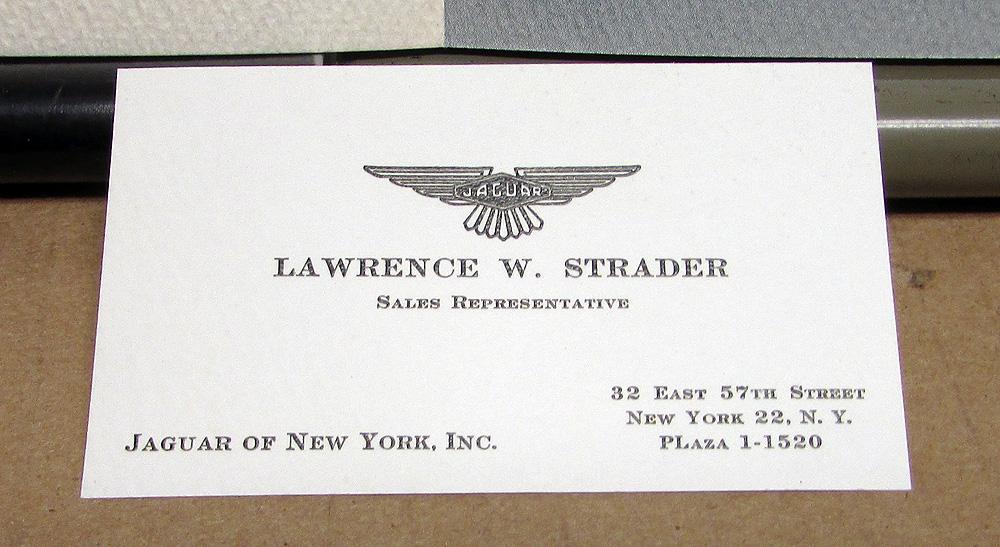 JAGUAR
LAWRENCE W. STRADER
SALES REPRESENTATIVE
JAGUAR OF NEW YORK, INC.
32 EAST 57TH STREET
NEW YORK 22, N. Y.
PLAZA 1-1520